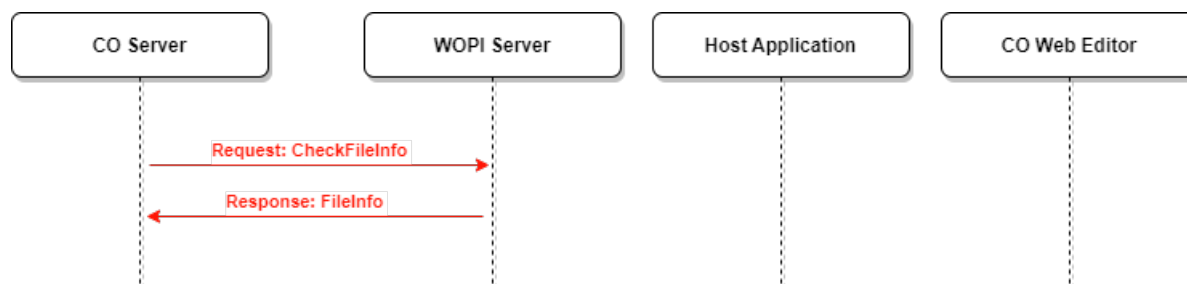 CO Server
WOPI Server
Host Application
CO Web Editor
Request: CheckFileInfo
Response: FileInfo